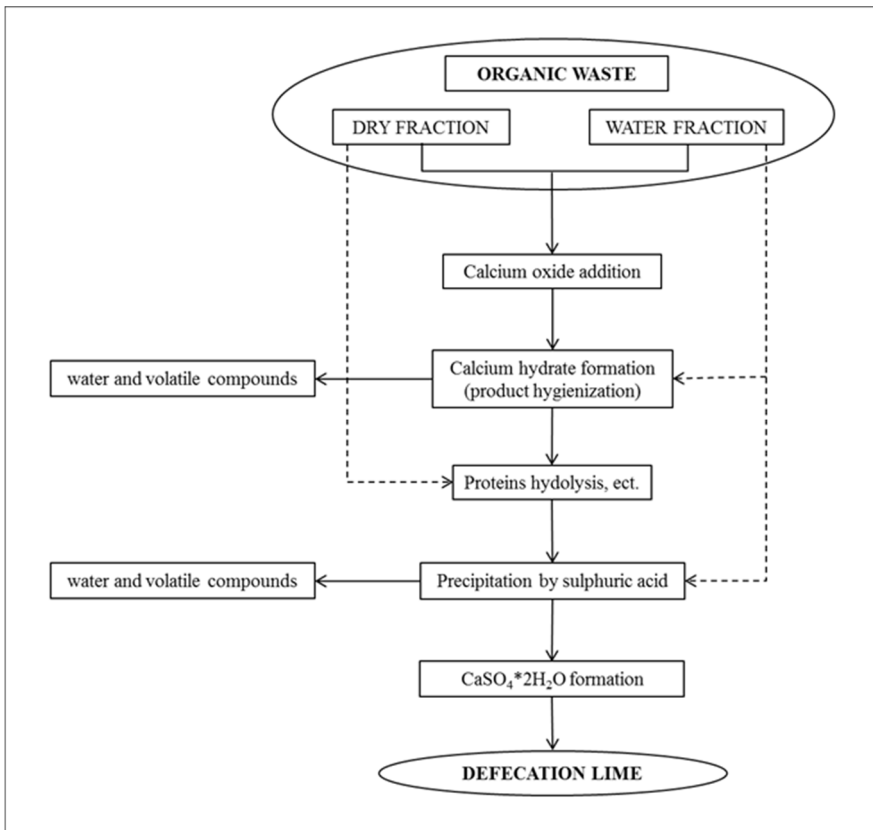 ORGANIC WASTE
DRY FRACTION
WATER FRACTION
Calcium oxide addition
water and volatile compounds
Calcium hydrate formation
(product hygienization)
Proteins hydolysis, ect.
water and volatile compounds
Precipitation by sulphuric acid
CaSO₄*2H₂O formation
DEFECATION LIME